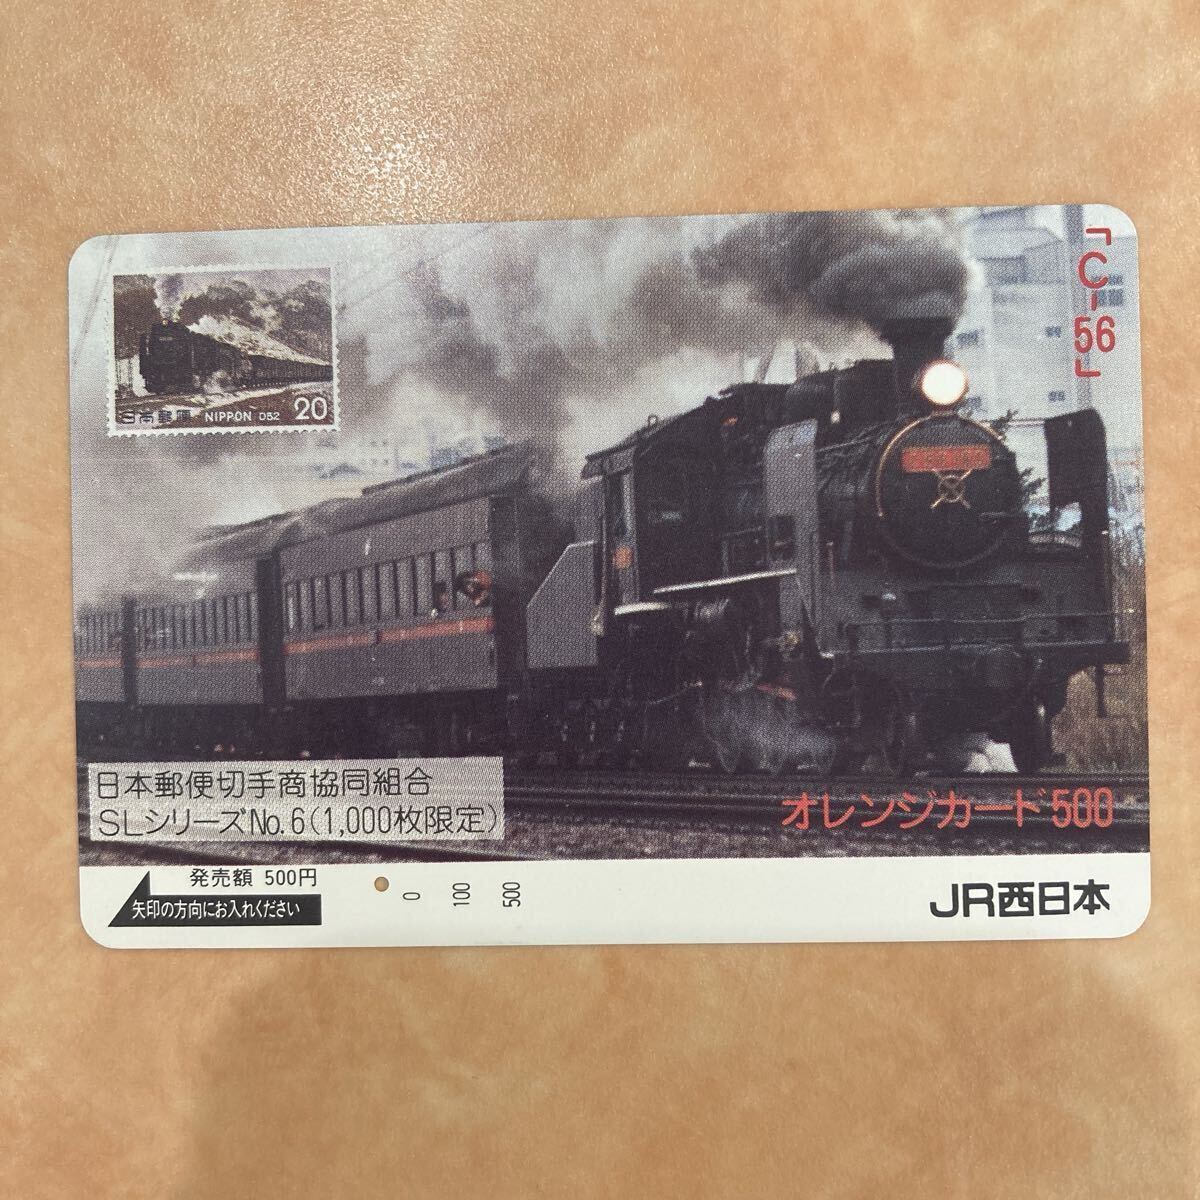 「C-56」
日本郵便 NIPPON D52 20
日本郵便切手商協同組合
SLシリーズNo.6(1,000枚限定)
オレンジカード500
発売額 500円
矢印の方向にお入れください
0 100 500
JR西日本